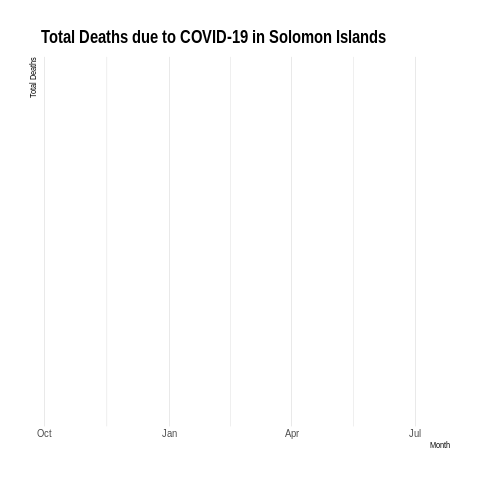 Total Deaths due to COVID-19 in Solomon Islands
Total Deaths
Oct Jan Apr Jul
Month